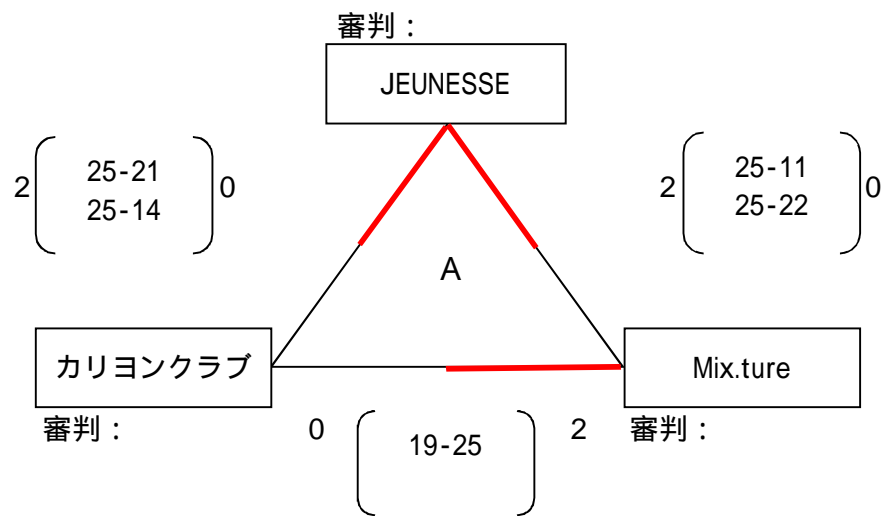 審判：
JEUNESSE
2 25-21 0
25-14
2 25-11 0
25-22
A
カリヨンクラブ
Mix.ture
審判：
0 19-25 2
審判：